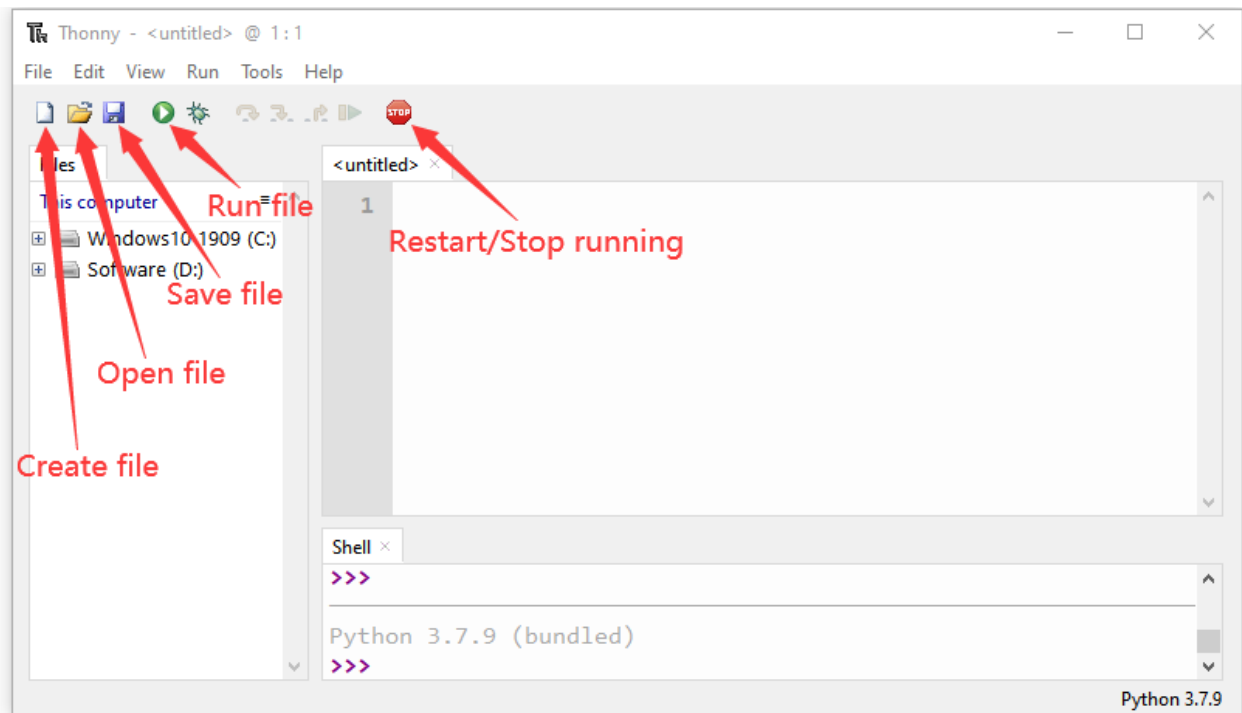 Thonny - <untitled> @ 1:1
File Edit View Run Tools Help
STOP
Files
<untitled>
This computer
Run file
1
Windows10 1909 (C:)
Restart/Stop running
Software (D:)
Save file
Open file
Create file
Shell
>>>
Python 3.7.9 (bundled)
>>>
Python 3.7.9